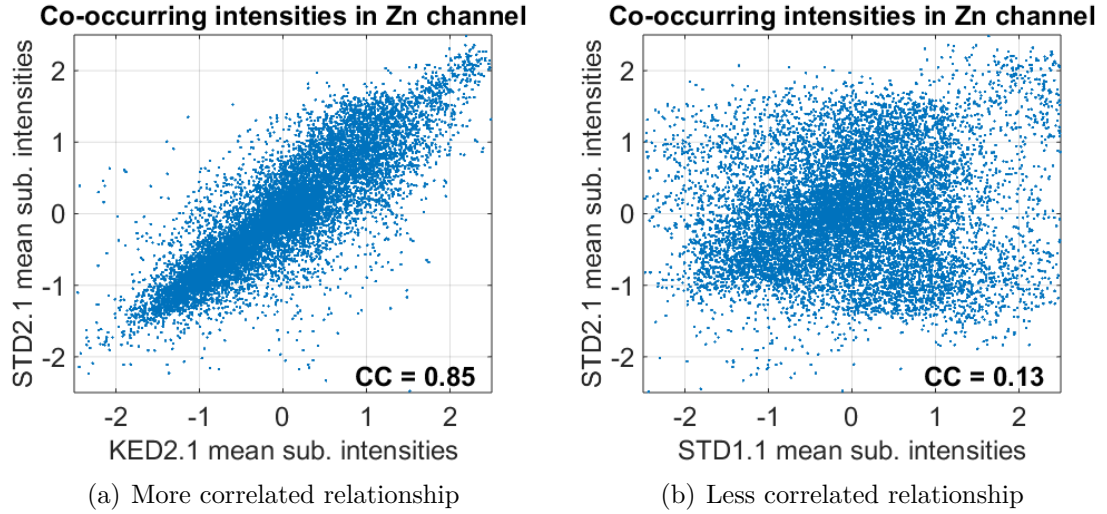 Co-occurring intensities in Zn channel
STD2.1 mean sub. intensities
2
1
0
-1
-2
CC = 0.85
-2 -1 0 1 2
KED2.1 mean sub. intensities
(a) More correlated relationship
Co-occurring intensities in Zn channel
STD2.1 mean sub. intensities
2
1
0
-1
-2
CC = 0.13
-2 -1 0 1 2
STD1.1 mean sub. intensities
(b) Less correlated relationship